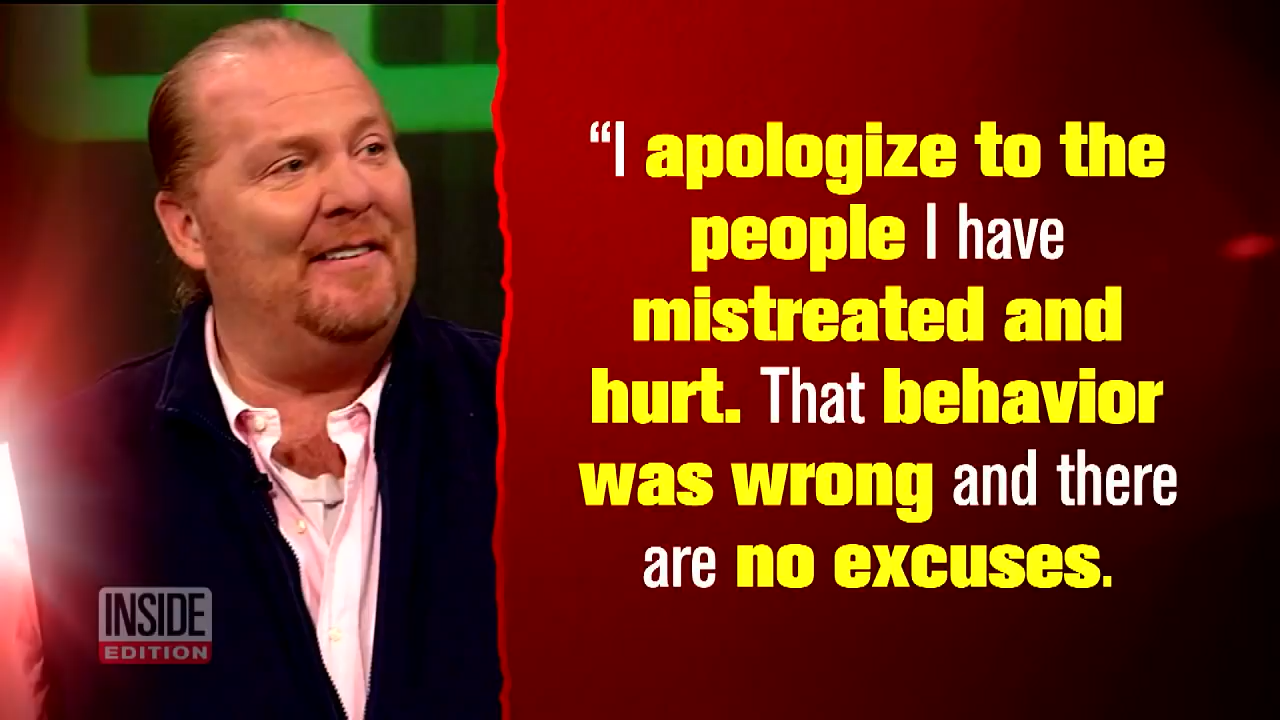 “I apologize to the
people I have
mistreated and
hurt. That behavior
was wrong and there
are no excuses.
INSIDE
EDITION